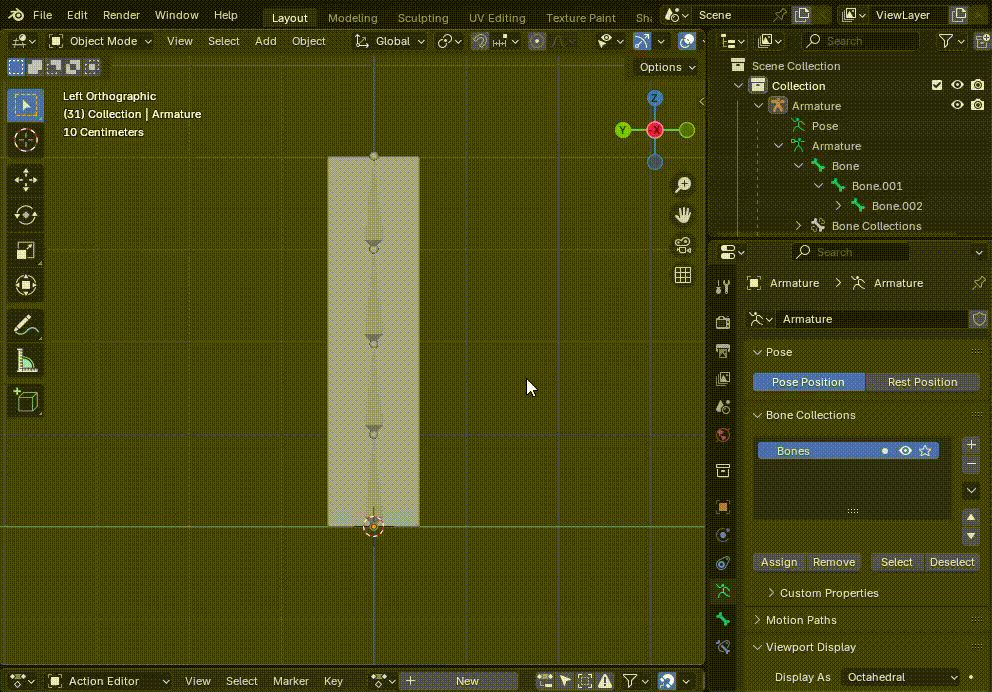 File Edit Render Window Help Layout Modeling Sculpting UV Editing Texture Paint Sha Scene ViewLayer
Object Mode View Select Add Object Global Search
Options
Left Orthographic
(31) Collection | Armature
10 Centimeters
Z
Y
X
Scene Collection
Collection
Armature
Pose
Armature
Bone
Bone.001
Bone.002
Bone Collections
Search
Armature > Armature
Armature
Pose
Pose Position Rest Position
Bone Collections
Bones
Assign Remove Select Deselect
Custom Properties
Motion Paths
Viewport Display
Display As Octahedral
Action Editor View Select Marker Key New